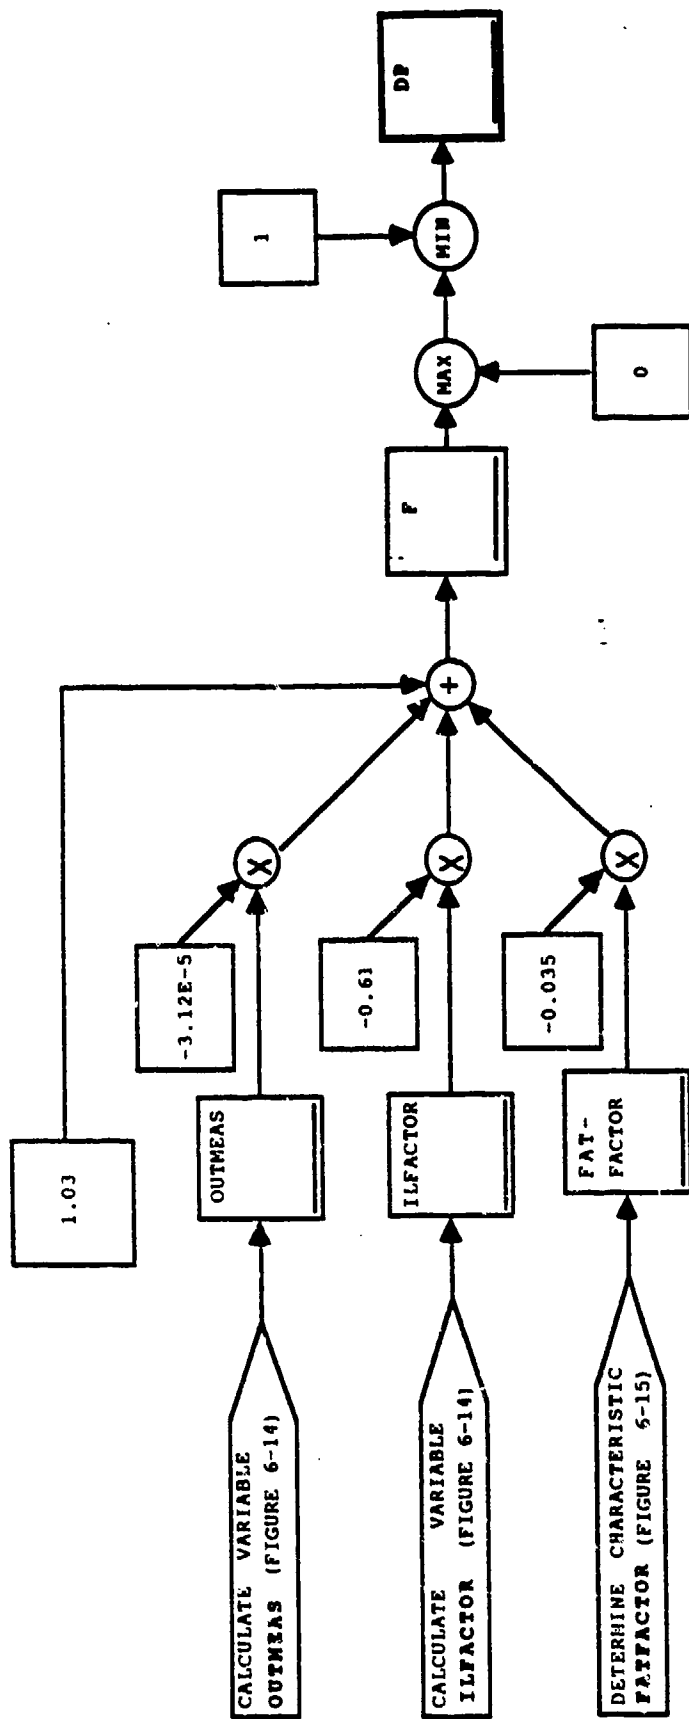 1.03
CALCULATE VARIABLE
OUTMEAS (FIGURE 6-14)
OUTMEAS
-3.12E-5
X
CALCULATE VARIABLE
ILFACTOR (FIGURE 6-14)
ILFACTOR
-0.61
X
DETERMINE CHARACTERISTIC
FATFACTOR (FIGURE 6-15)
FAT-
FACTOR
-0.035
X
+
F
MAX
0
MIN
1
DP